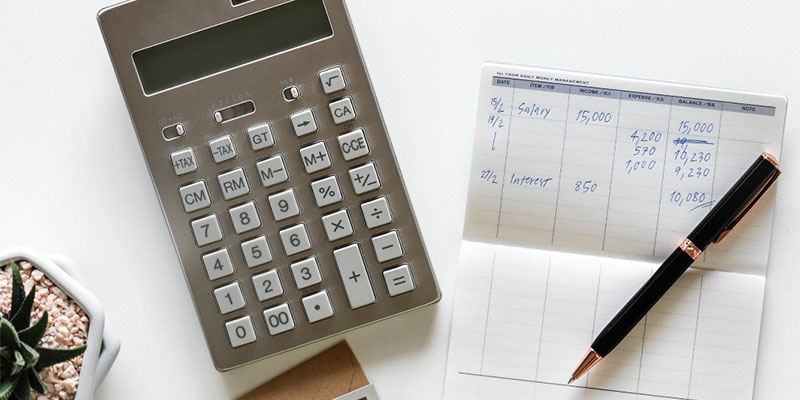 √
CA
+TAX
-TAX
GT
CM
RM
M-
M+
C·CE
7
8
9
%
+/-
4
5
6
×
÷
1
2
3
+
−
0
00
•
=
for YOUR DAILY MONEY MANAGEMENT
DATE ITEM INCOME EXPENSE BALANCE NOTE
15/2 Salary 15,000 15,000
19/2 4,200
570 10,230
1,000 9,230
27/2 Interest 850 10,080